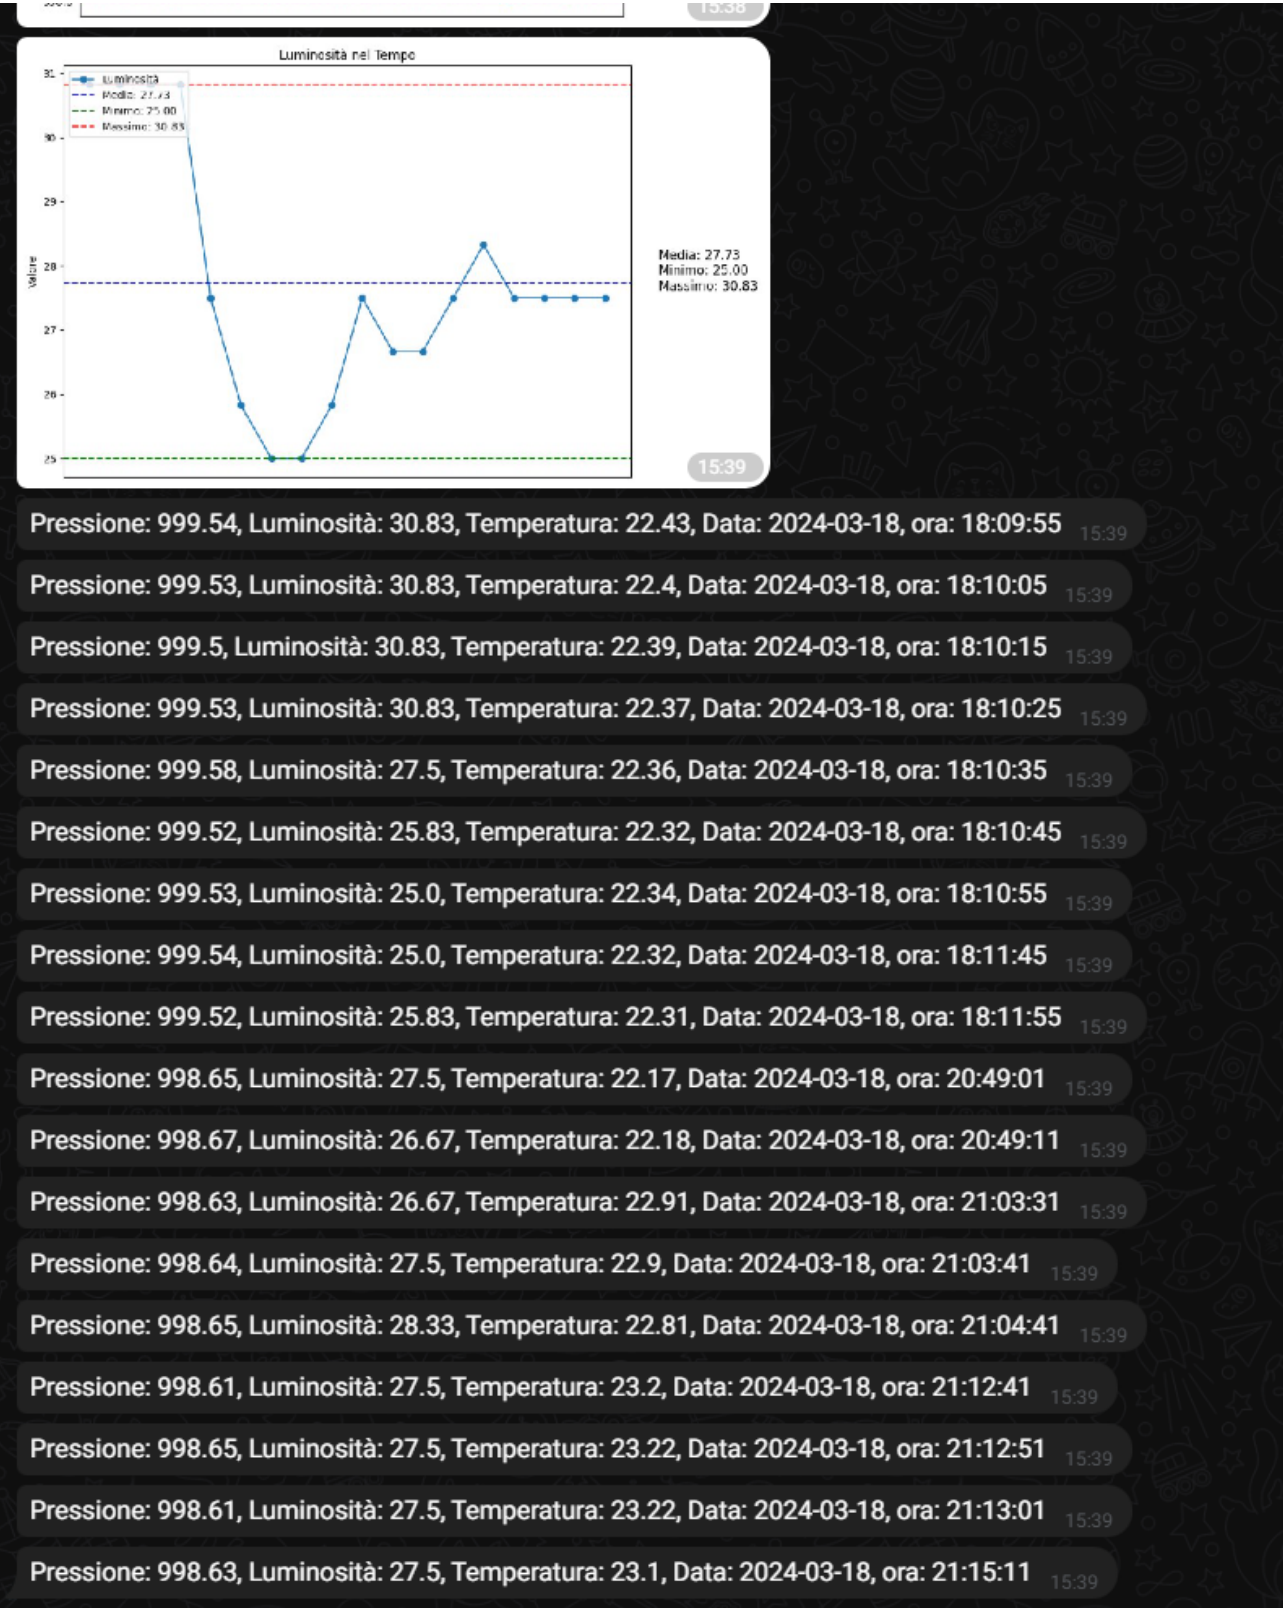 15:38
Luminosità nel Tempo
31
Luminosità
Media: 27.73
Minimo: 25.00
Massimo: 30.83
30
29
28
27
26
25
Valore
Media: 27.73
Minimo: 25.00
Massimo: 30.83
15:39
Pressione: 999.54, Luminosità: 30.83, Temperatura: 22.43, Data: 2024-03-18, ora: 18:09:55 15:39
Pressione: 999.53, Luminosità: 30.83, Temperatura: 22.4, Data: 2024-03-18, ora: 18:10:05 15:39
Pressione: 999.5, Luminosità: 30.83, Temperatura: 22.39, Data: 2024-03-18, ora: 18:10:15 15:39
Pressione: 999.53, Luminosità: 30.83, Temperatura: 22.37, Data: 2024-03-18, ora: 18:10:25 15:39
Pressione: 999.58, Luminosità: 27.5, Temperatura: 22.36, Data: 2024-03-18, ora: 18:10:35 15:39
Pressione: 999.52, Luminosità: 25.83, Temperatura: 22.32, Data: 2024-03-18, ora: 18:10:45 15:39
Pressione: 999.53, Luminosità: 25.0, Temperatura: 22.34, Data: 2024-03-18, ora: 18:10:55 15:39
Pressione: 999.54, Luminosità: 25.0, Temperatura: 22.32, Data: 2024-03-18, ora: 18:11:45 15:39
Pressione: 999.52, Luminosità: 25.83, Temperatura: 22.31, Data: 2024-03-18, ora: 18:11:55 15:39
Pressione: 998.65, Luminosità: 27.5, Temperatura: 22.17, Data: 2024-03-18, ora: 20:49:01 15:39
Pressione: 998.67, Luminosità: 26.67, Temperatura: 22.18, Data: 2024-03-18, ora: 20:49:11 15:39
Pressione: 998.63, Luminosità: 26.67, Temperatura: 22.91, Data: 2024-03-18, ora: 21:03:31 15:39
Pressione: 998.64, Luminosità: 27.5, Temperatura: 22.9, Data: 2024-03-18, ora: 21:03:41 15:39
Pressione: 998.65, Luminosità: 28.33, Temperatura: 22.81, Data: 2024-03-18, ora: 21:04:41 15:39
Pressione: 998.61, Luminosità: 27.5, Temperatura: 23.2, Data: 2024-03-18, ora: 21:12:41 15:39
Pressione: 998.65, Luminosità: 27.5, Temperatura: 23.22, Data: 2024-03-18, ora: 21:12:51 15:39
Pressione: 998.61, Luminosità: 27.5, Temperatura: 23.22, Data: 2024-03-18, ora: 21:13:01 15:39
Pressione: 998.63, Luminosità: 27.5, Temperatura: 23.1, Data: 2024-03-18, ora: 21:15:11 15:39